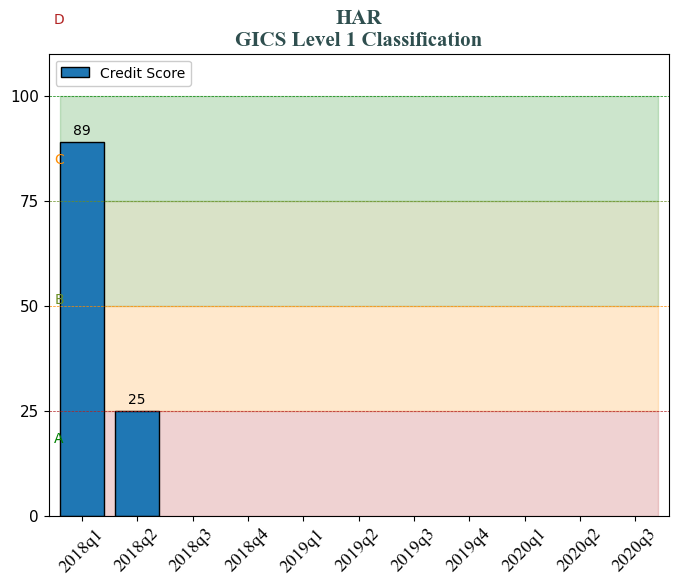 D
HAR
GICS Level 1 Classification
Credit Score
100
89
C
75
B
50
25
25
A
0
2018q1
2018q2
2018q3
2018q4
2019q1
2019q2
2019q3
2019q4
2020q1
2020q2
2020q3